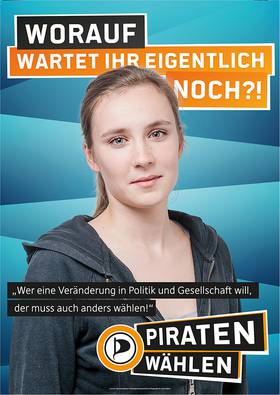 WORAUF
WARTET IHR EIGENTLICH
NOCH?!
„Wer eine Veränderung in Politik und Gesellschaft will,
der muss auch anders wählen!“
PIRATEN
WÄHLEN